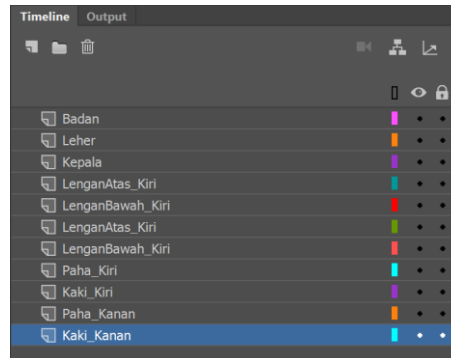 Timeline Output
Badan
Leher
Kepala
LenganAtas_Kiri
LenganBawah_Kiri
LenganAtas_Kiri
LenganBawah_Kiri
Paha_Kiri
Kaki_Kiri
Paha_Kanan
Kaki_Kanan